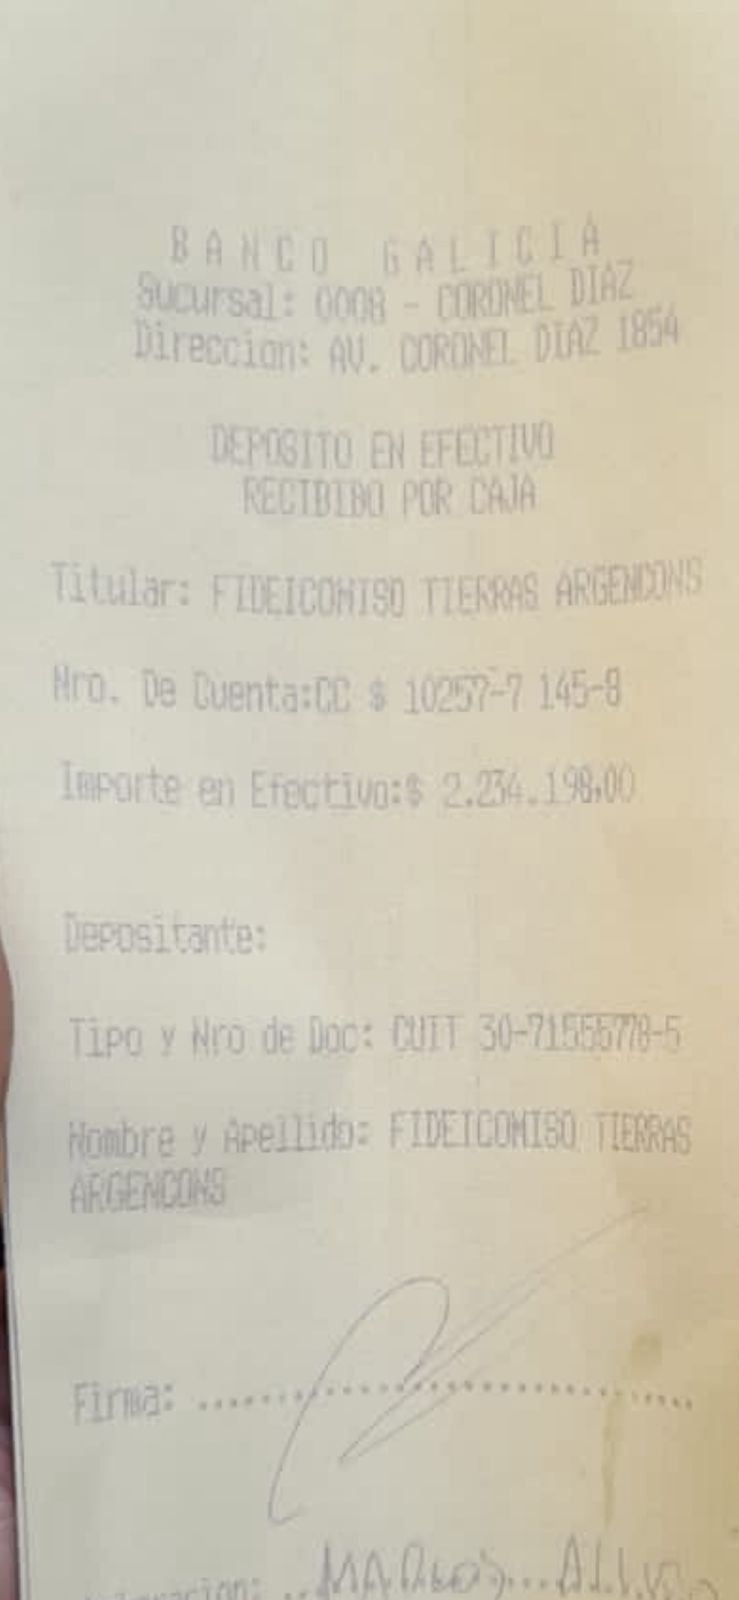 BANCO GALICIA
Sucursal: 0008 - CORONEL DIAZ
Direccion: AV. CORONEL DIAZ 1854
DEPOSITO EN EFECTIVO
RECIBIBO POR CAJA
Titular: FIDEICOMISO TIERRAS ARGENCONS
Nro. De Cuenta:CC $ 10257-7 145-8
Importe en Efectivo:$ 2.234.198,00
Depositante:
Tipo y Nro de Doc: CUIT 30-71555778-5
Nombre y Apellido: FIDEICOMISO TIERRAS
ARGENCONS
Firma: